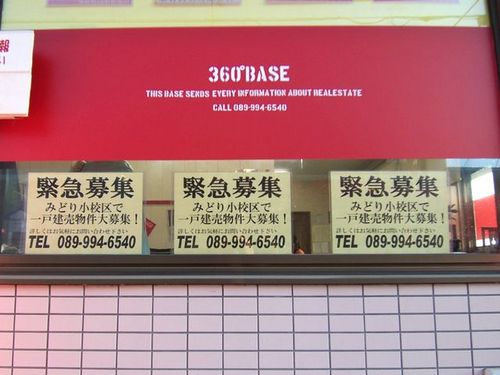 報
360°BASE
THIS BASE SENDS EVERY INFORMATION ABOUT REALESTATE
CALL 089-994-6540
緊急募集
みどり小校区で
一戸建売物件大募集！
詳しくはお気軽にお問い合わせ下さい
TEL 089-994-6540
緊急募集
みどり小校区で
一戸建売物件大募集！
詳しくはお気軽にお問い合わせ下さい
TEL 089-994-6540
緊急募集
みどり小校区で
一戸建売物件大募集！
詳しくはお気軽にお問い合わせ下さい
TEL 089-994-6540